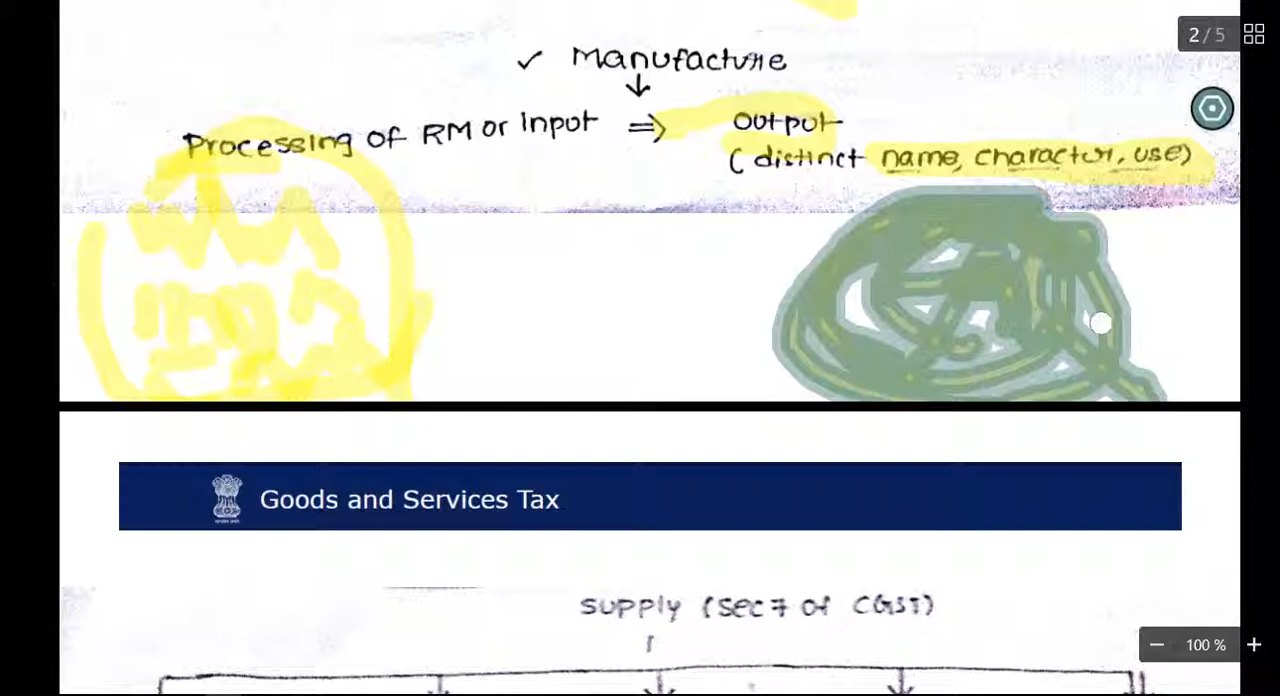 2 / 5
✓ Manufacture
↓
Processing of RM or Input ⇒ output
(distinct name, character, use)
Goods and Services Tax
supply (sec 7 of CGST)
100 %